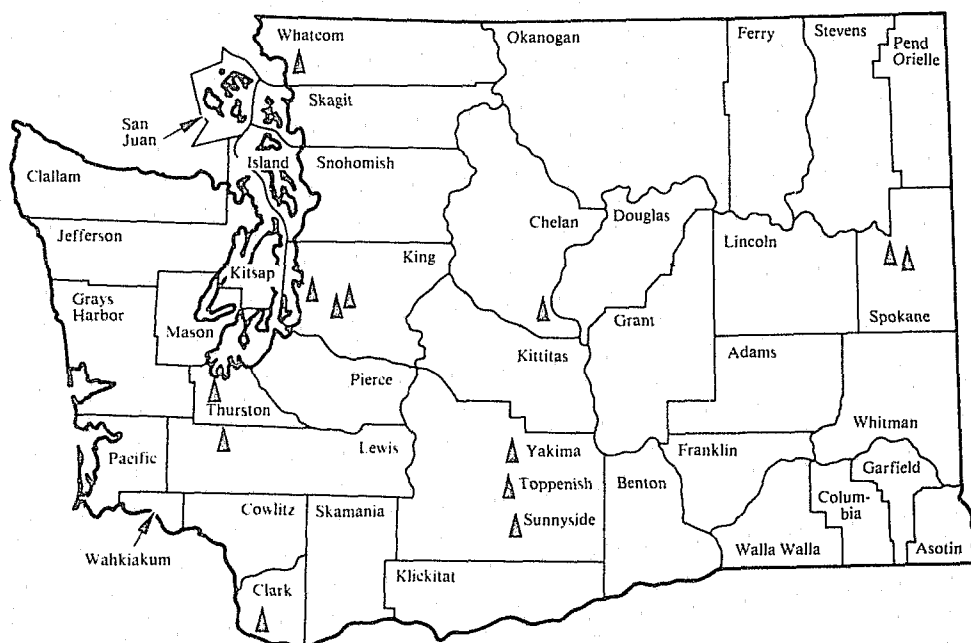 Whatcom
Okanogan
Ferry
Stevens
Pend
Orielle
Skagit
San
Juan
Island
Snohomish
Clallam
Chelan
Douglas
Jefferson
King
Lincoln
Kitsap
Grays
Harbor
Mason
Grant
Spokane
Kittitas
Adams
Pierce
Thurston
Whitman
Lewis
Yakima
Franklin
Pacific
Garfield
Toppenish
Benton
Colum-
bia
Cowlitz
Skamania
Sunnyside
Wahkiakum
Walla Walla
Asotin
Klickitat
Clark